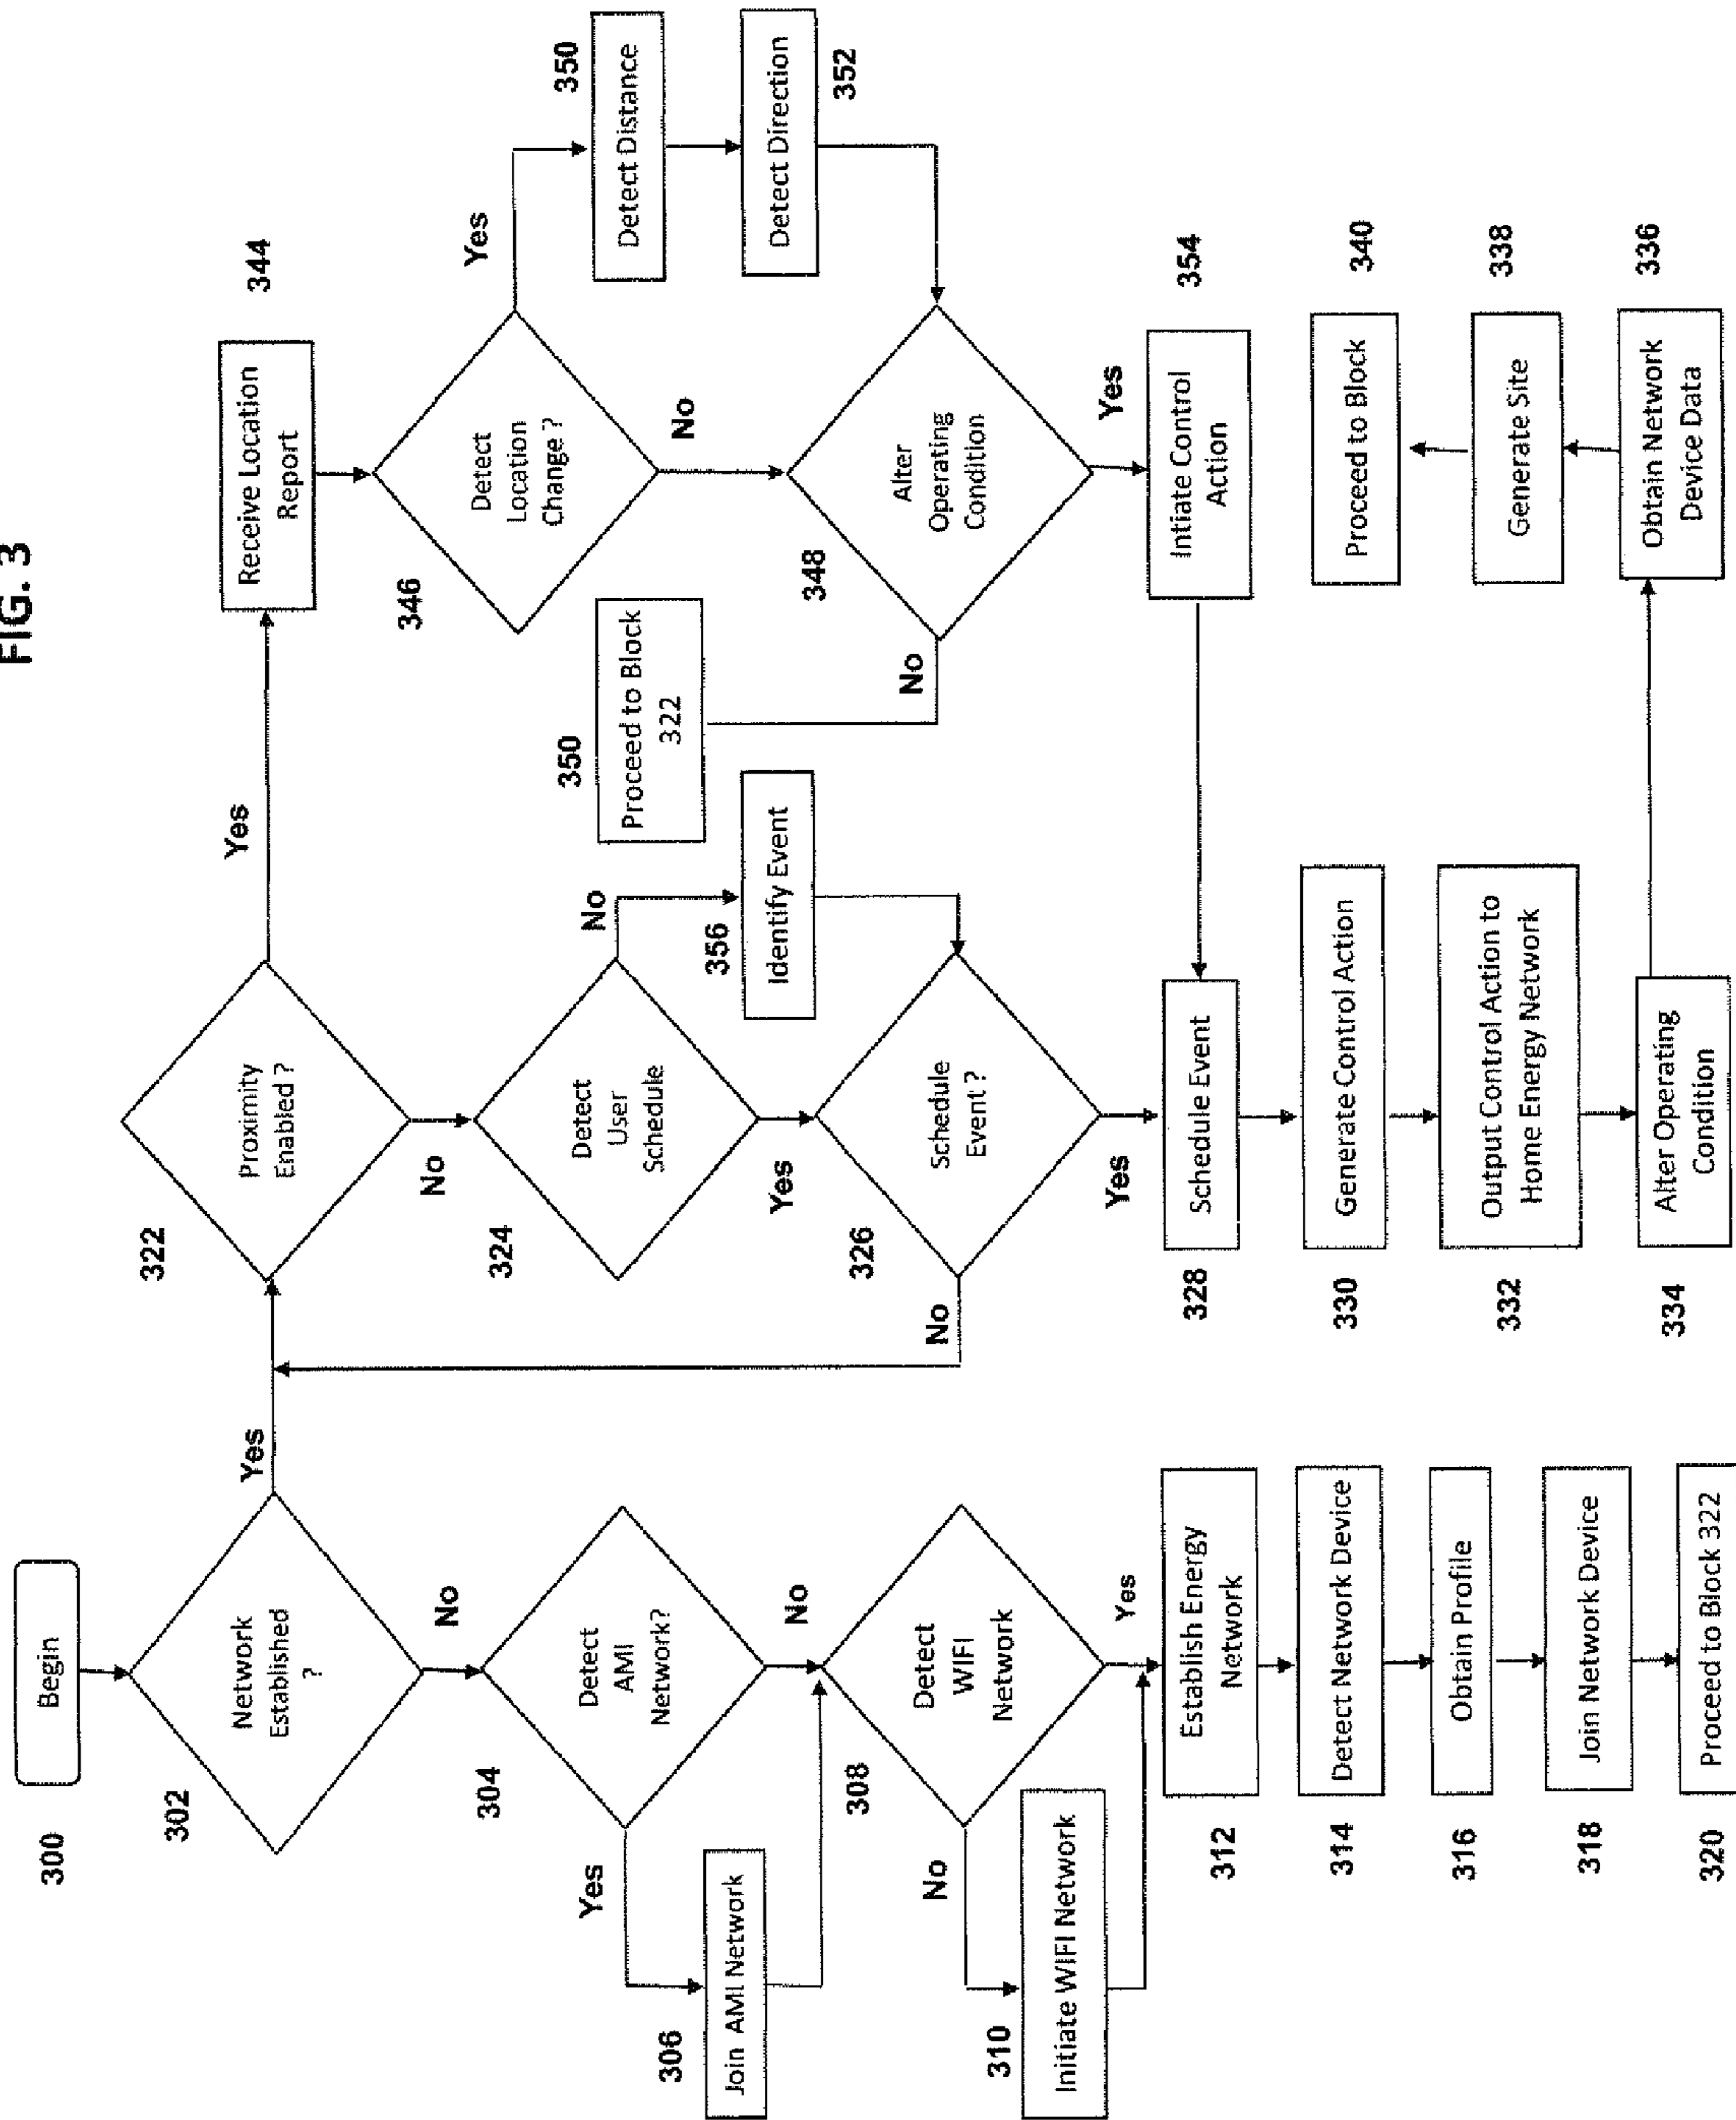 FIG. 3
300
Begin
302
Network
Established
?
Yes
No
304
Detect
AMI
Network?
Yes
306
Join AMI Network
No
308
Detect
WIFI
Network
No
310
Initiate WIFI Network
Yes
312
Establish Energy
Network
314
Detect Network Device
316
Obtain Profile
318
Join Network Device
320
Proceed to Block 322
322
Proximity
Enabled ?
Yes
No
324
Detect
User
Schedule
No
356
Identify Event
Yes
326
Schedule
Event ?
No
Yes
328
Schedule Event
330
Generate Control Action
332
Output Control Action to
Home Energy Network
334
Alter Operating
Condition
344
Receive Location
Report
346
Detect
Location
Change ?
Yes
350
Detect Distance
Detect Direction
352
No
350
Proceed to Block
322
348
Alter
Operating
Condition
No
Yes
354
Intiate Control
Action
340
Proceed to Block
338
Generate Site
336
Obtain Network
Device Data